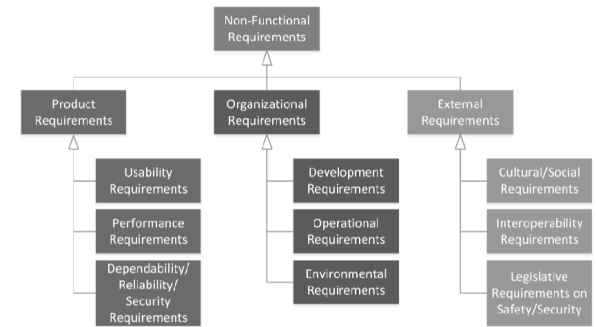 Non-Functional
Requirements
Product
Requirements
Organizational
Requirements
External
Requirements
Usability
Requirements
Performance
Requirements
Dependability/
Reliability/
Security
Requirements
Development
Requirements
Operational
Requirements
Environmental
Requirements
Cultural/Social
Requirements
Interoperability
Requirements
Legislative
Requirements on
Safety/Security